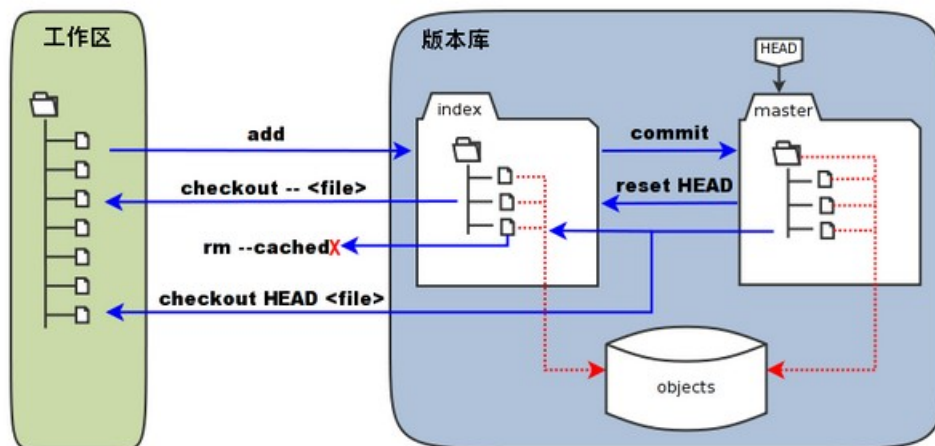 工作区
版本库
HEAD
index
master
add
commit
checkout -- <file>
reset HEAD
rm --cached
X
checkout HEAD <file>
objects